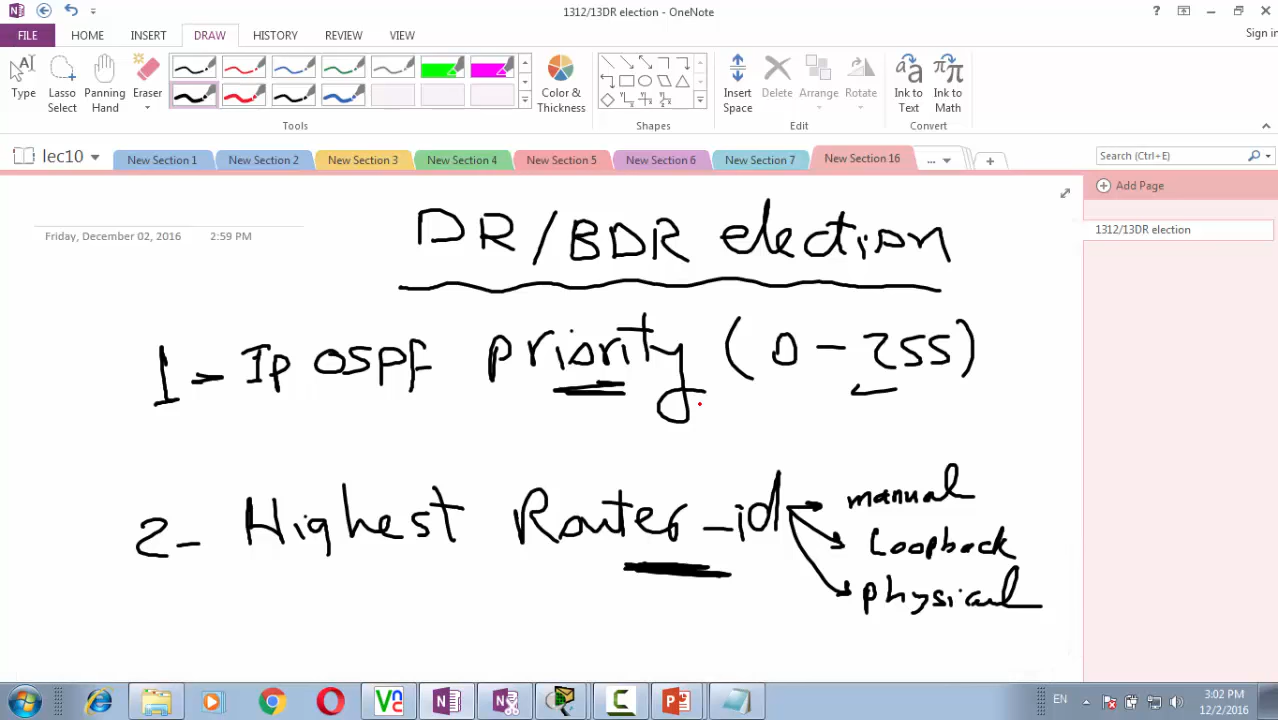 1312/13DR election - OneNote
?
FILE HOME INSERT DRAW HISTORY REVIEW VIEW
Sign in
Type Lasso Select Panning Hand Eraser
Color & Thickness
Insert Space Delete Arrange Rotate
Ink to Text Ink to Math
Tools Shapes Edit Convert
lec10 New Section 1 New Section 2 New Section 3 New Section 4 New Section 5 New Section 6 New Section 7 New Section 16 ...
Search (Ctrl+E)
Add Page
1312/13DR election
Friday, December 02, 2016 2:59 PM
DR/BDR election
1- Ip OSPF priority (0-255)
2- Highest Router-id
manual
Loopback
physical
EN
3:02 PM
12/2/2016